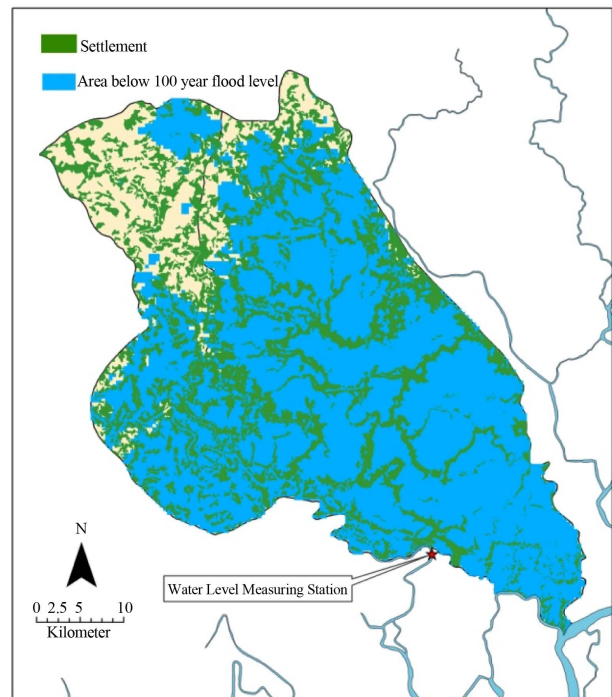 Settlement
Area below 100 year flood level
N
Water Level Measuring Station
0 2.5 5 10
Kilometer